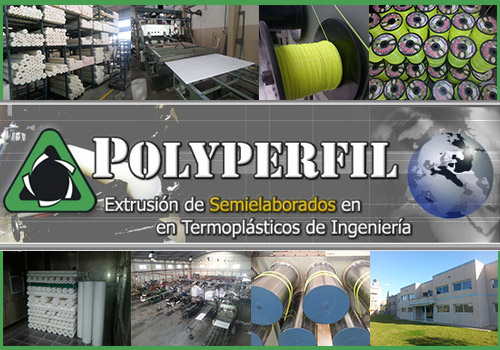 POLYPERFIL
Extrusión de Semielaborados en
en Termoplásticos de Ingeniería